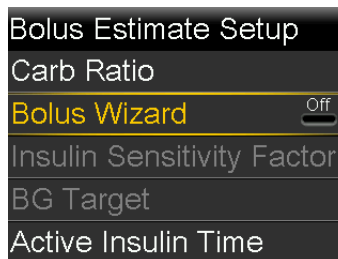 Bolus Estimate Setup
Carb Ratio
Bolus Wizard Off
Insulin Sensitivity Factor
BG Target
Active Insulin Time